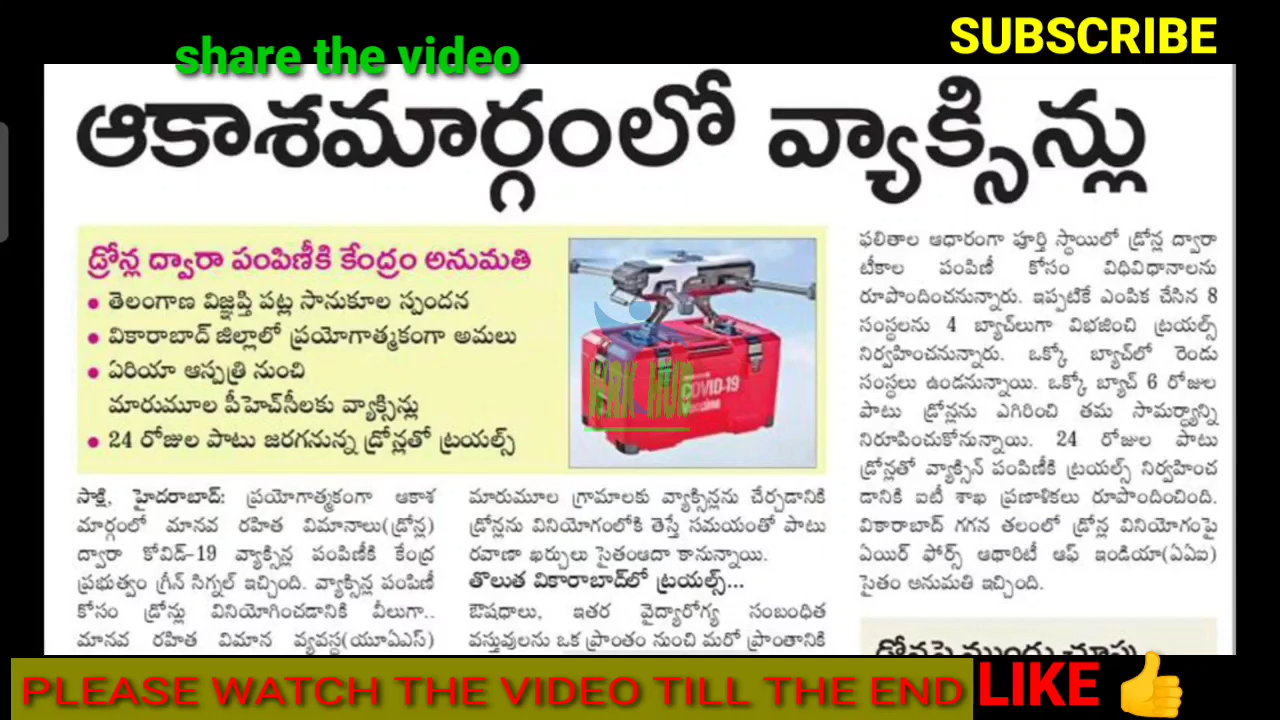 share the video
SUBSCRIBE
ఆకాశమార్గంలో వ్యాక్సిన్లు
డ్రోన్ల ద్వారా పంపిణీకి కేంద్రం అనుమతి
• తెలంగాణ విజ్ఞప్తి పట్ల సానుకూల స్పందన
• వికారాబాద్ జిల్లాలో ప్రయోగాత్మకంగా అమలు
• ఏరియా ఆస్పత్రి నుంచి
మారుమూల పీహెచ్‌సీలకు వ్యాక్సిన్లు
• 24 రోజుల పాటు జరగనున్న డ్రోన్లతో ట్రయల్స్
COVID-19
Vaccine
HRK HUB
సాక్షి, హైదరాబాద్: ప్రయోగాత్మకంగా ఆకాశ
మార్గంలో మానవ రహిత విమానాలు(డ్రోన్ల)
ద్వారా కోవిడ్–19 వ్యాక్సిన్ల పంపిణీకి కేంద్ర
ప్రభుత్వం గ్రీన్ సిగ్నల్ ఇచ్చింది. వ్యాక్సిన్ల పంపిణీ
కోసం డ్రోన్లు వినియోగించడానికి వీలుగా..
మానవ రహిత విమాన వ్యవస్థ(యూఏఎస్)
మారుమూల గ్రామాలకు వ్యాక్సిన్లను చేర్చడానికి
డ్రోన్లను వినియోగంలోకి తెస్తే సమయంతో పాటు
రవాణా ఖర్చులు సైతంఆదా కానున్నాయి.
తొలుత వికారాబాద్‌లో ట్రయల్స్...
ఔషధాలు, ఇతర వైద్యారోగ్య సంబంధిత
వస్తువులను ఒక ప్రాంతం నుంచి మరో ప్రాంతానికి
ఫలితాల ఆధారంగా పూర్తి స్థాయిలో డ్రోన్ల ద్వారా
టీకాల పంపిణీ కోసం విధివిధానాలను
రూపొందించనున్నారు. ఇప్పటికే ఎంపిక చేసిన 8
సంస్థలను 4 బ్యాచ్‌లుగా విభజించి ట్రయల్స్
నిర్వహించనున్నారు. ఒక్కో బ్యాచ్‌లో రెండు
సంస్థలు ఉండనున్నాయి. ఒక్కో బ్యాచ్ 6 రోజుల
పాటు డ్రోన్లను ఎగిరించి తమ సామర్థ్యాన్ని
నిరూపించుకోనున్నాయి. 24 రోజుల పాటు
డ్రోన్లతో వ్యాక్సిన్ పంపిణీకి ట్రయల్స్ నిర్వహించ
డానికి ఐటీ శాఖ ప్రణాళికలు రూపొందించింది.
వికారాబాద్ గగన తలంలో డ్రోన్ల వినియోగంపై
ఏయిర్ ఫోర్స్ ఆథారిటీ ఆఫ్ ఇండియా(ఏఏఐ)
సైతం అనుమతి ఇచ్చింది.
PLEASE WATCH THE VIDEO TILL THE END
LIKE